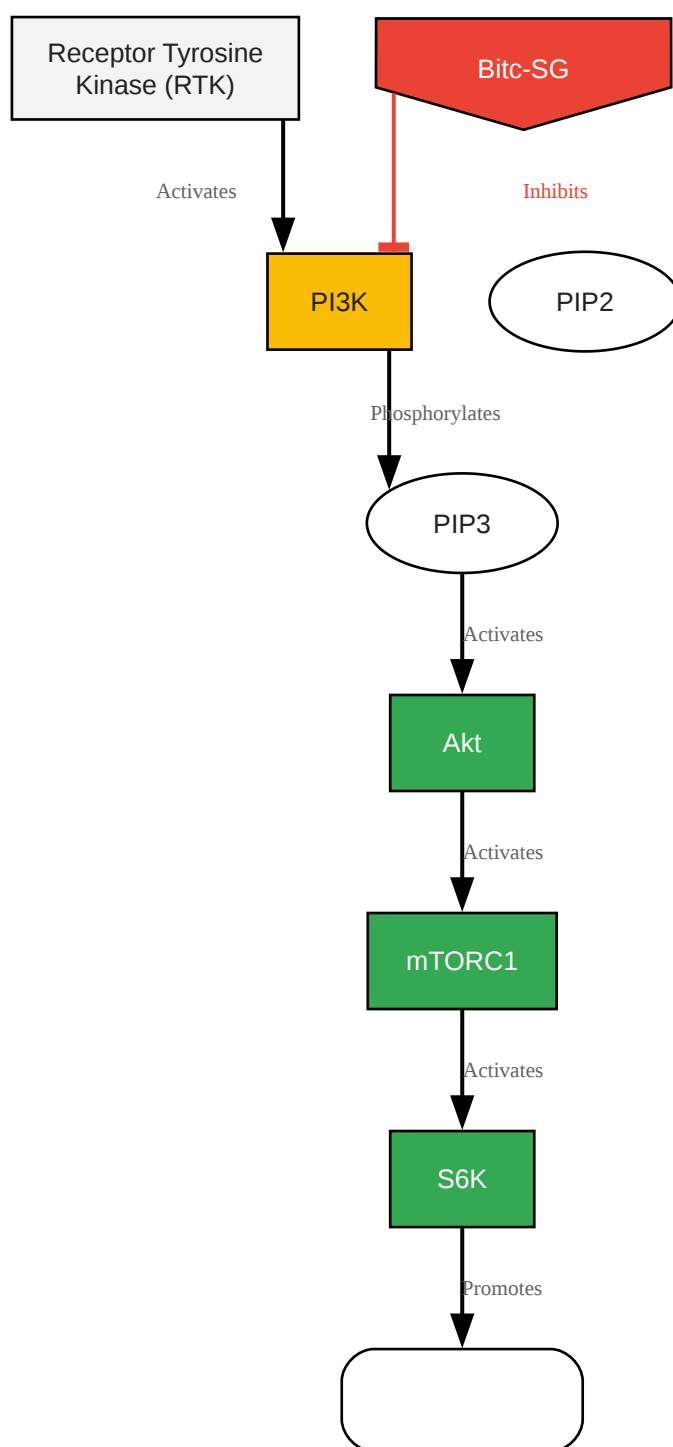 Receptor Tyrosine
Kinase (RTK)
Bitc-SG
Activates
Inhibits
PI3K
PIP2
Phosphorylates
PIP3
Activates
Akt
Activates
mTORC1
Activates
S6K
Promotes